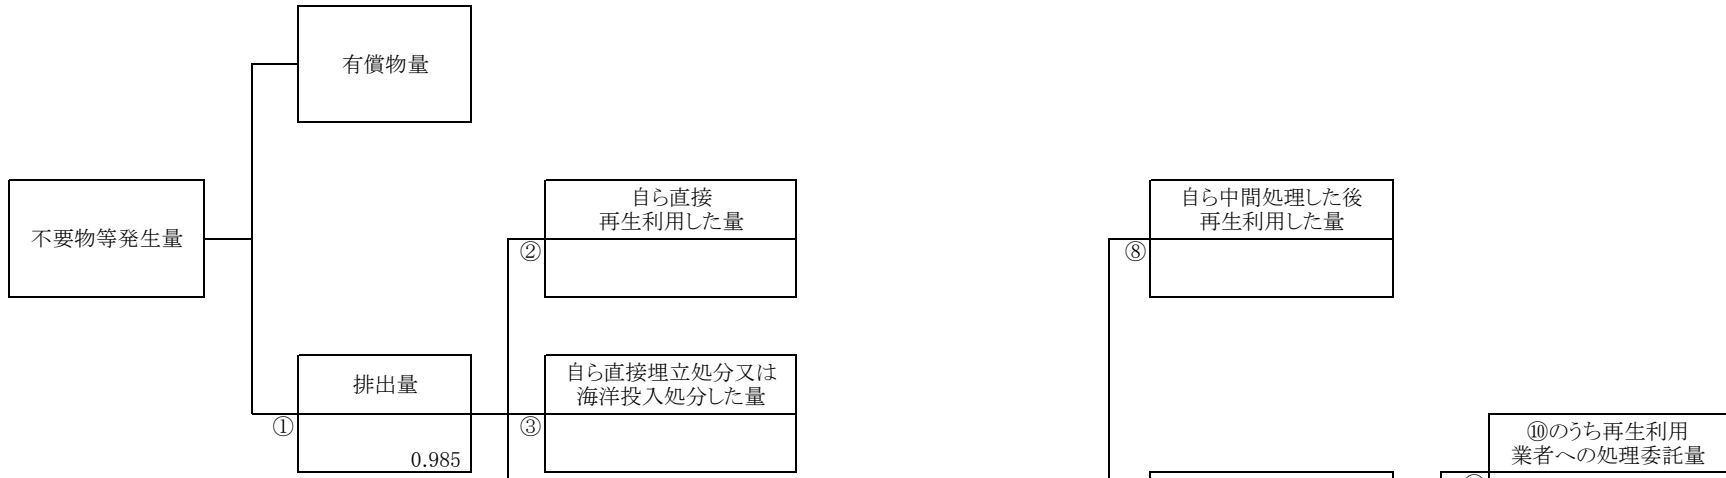 有償物量
不要物等発生量
自ら直接
再生利用した量
②
自ら中間処理した後
再生利用した量
⑧
排出量
①
0.985
自ら直接埋立処分又は
海洋投入処分した量
③
⑩のうち再生利用
業者への処理委託量